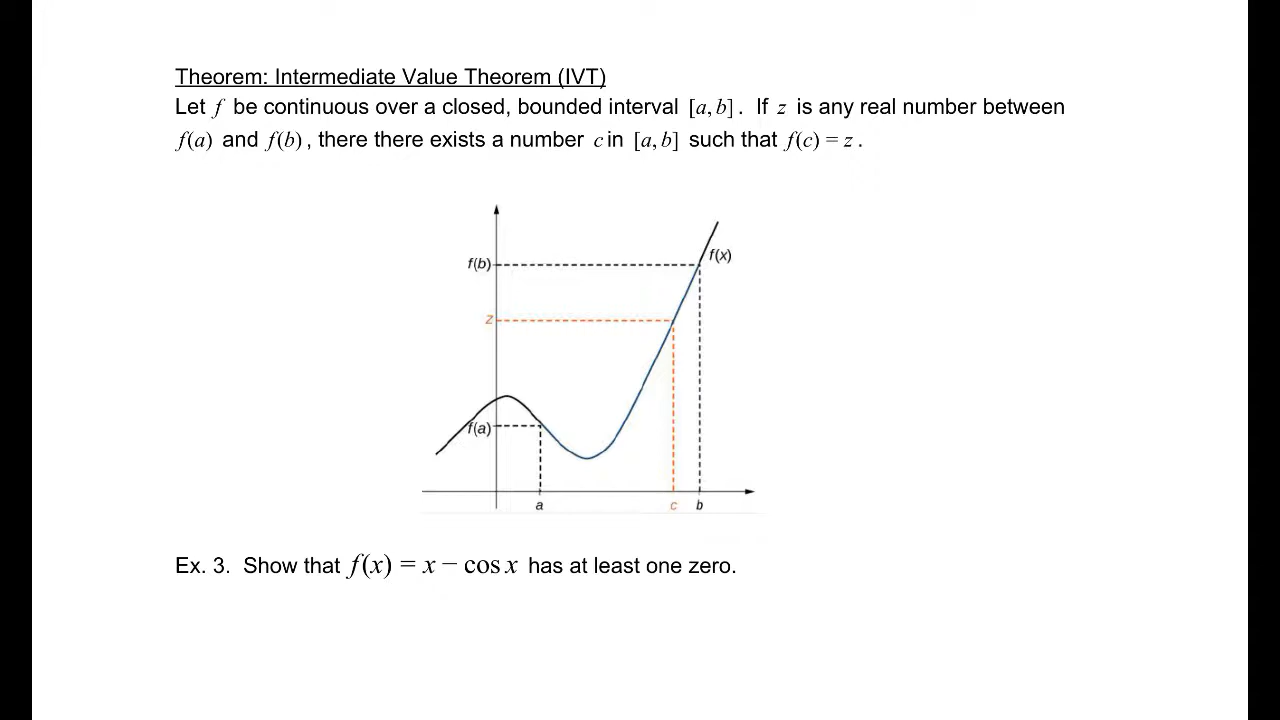 Theorem: Intermediate Value Theorem (IVT)
Let f be continuous over a closed, bounded interval [a,b]. If z is any real number between
f(a) and f(b), there there exists a number c in [a,b] such that f(c) = z.
f(b)
f(x)
z
f(a)
a
c
b
Ex. 3. Show that f(x) = x − cos x has at least one zero.